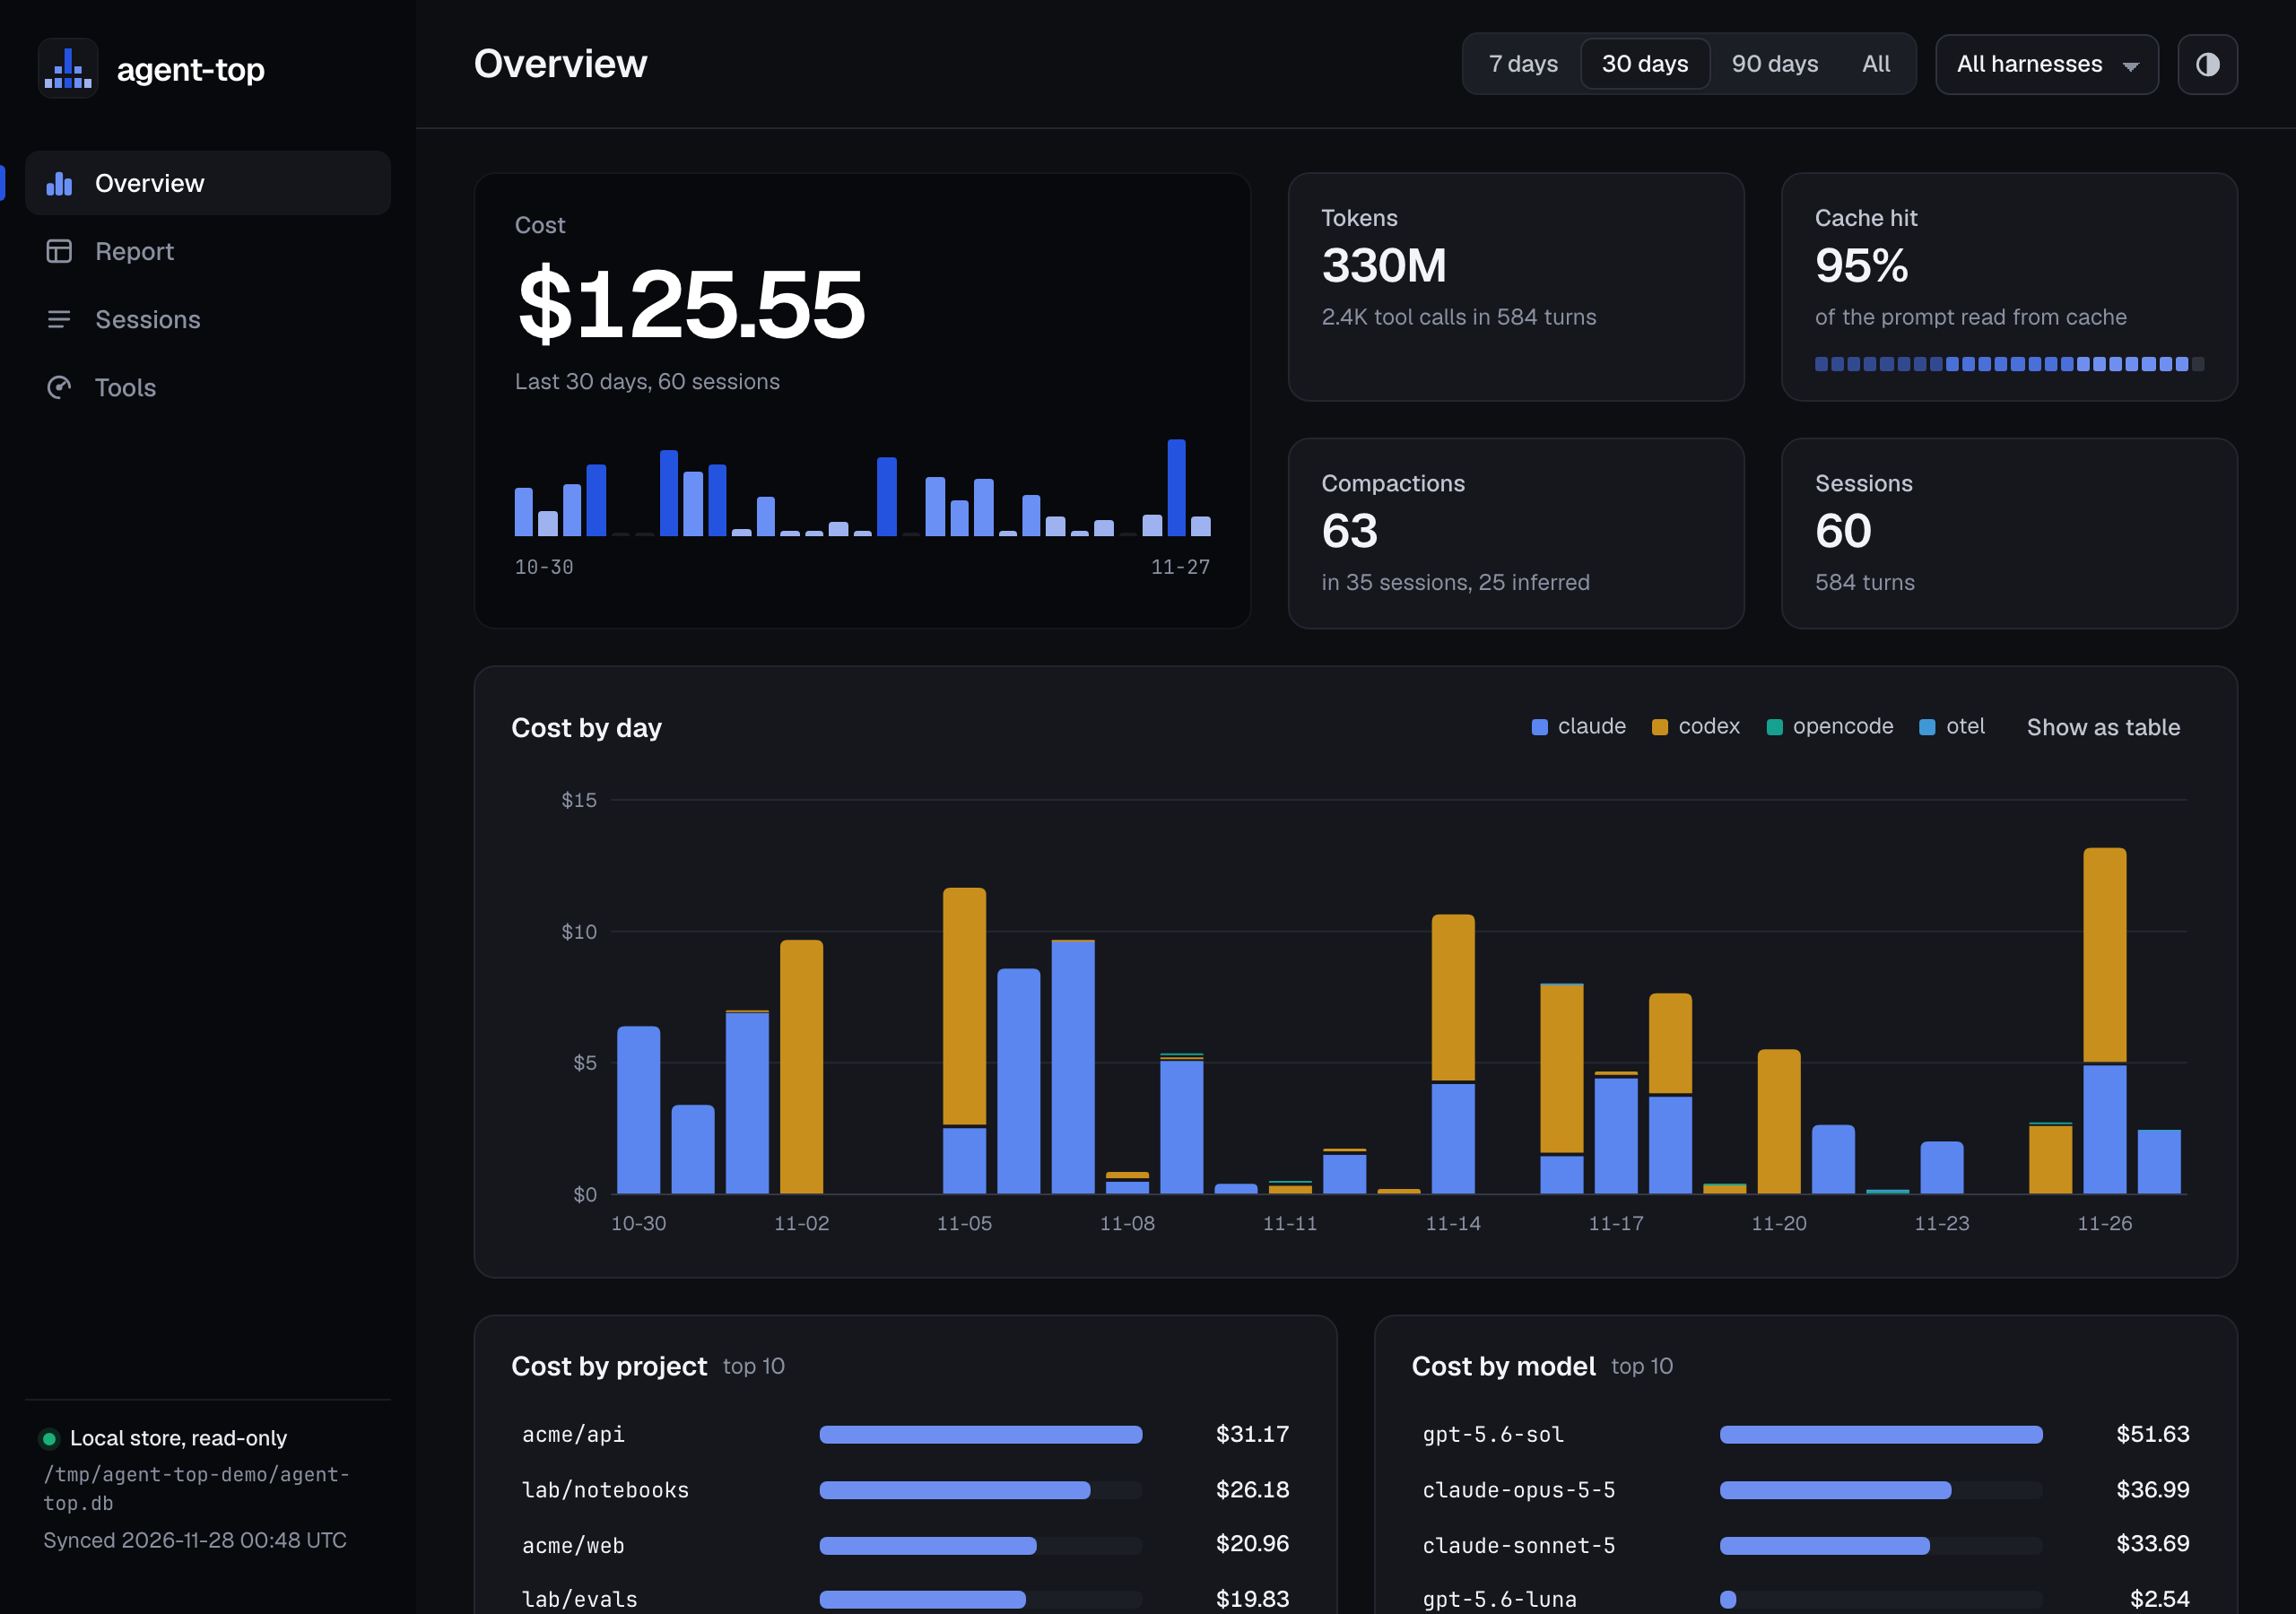 agent-top
Overview
Report
Sessions
Tools
Local store, read-only
/tmp/agent-top-demo/agent-
top.db
Synced 2026-11-28 00:48 UTC
Overview
7 days 30 days 90 days All All harnesses
Cost
$125.55
Last 30 days, 60 sessions
10-30 11-27
Tokens
330M
2.4K tool calls in 584 turns
Cache hit
95%
of the prompt read from cache
Compactions
63
in 35 sessions, 25 inferred
Sessions
60
584 turns
Cost by day
claude codex opencode otel Show as table
$15
$10
$5
$0
10-30 11-02 11-05 11-08 11-11 11-14 11-17 11-20 11-23 11-26
Cost by project top 10
acme/api $31.17
lab/notebooks $26.18
acme/web $20.96
lab/evals $19.83
Cost by model top 10
gpt-5.6-sol $51.63
claude-opus-5-5 $36.99
claude-sonnet-5 $33.69
gpt-5.6-luna $2.54